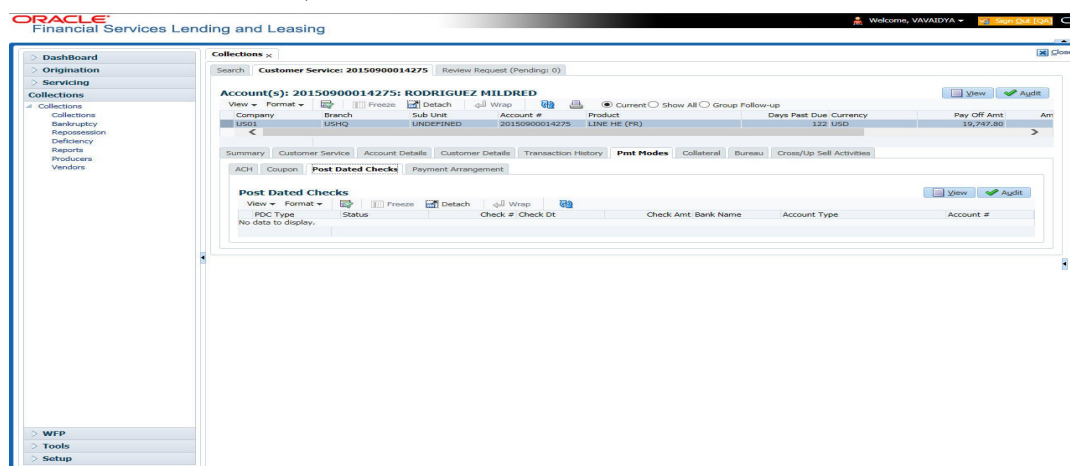 ORACLE
Financial Services Lending and Leasing
Welcome, VAVAIDYA
Sign Out [QA]
Close
DashBoard
Origination
Servicing
Collections
Collections
Collections
Bankruptcy
Repossession
Deficiency
Reports
Producers
Vendors
WFP
Tools
Setup
Collections x
Search Customer Service: 20150900014275 Review Request (Pending: 0)
Account(s): 20150900014275: RODRIGUEZ MILDRED
View Audit
View Format Freeze Detach Wrap Current Show All Group Follow-up
Company Branch Sub Unit Account # Product Days Past Due Currency Pay Off Amt Am
US01 USHQ UNDEFINED 20150900014275 LINE HE (FR) 122 USD 19,747.80
Summary Customer Service Account Details Customer Details Transaction History Pmt Modes Collateral Bureau Cross/Up Sell Activities
ACH Coupon Post Dated Checks Payment Arrangement
Post Dated Checks
View Audit
View Format Freeze Detach Wrap
PDC Type Status Check # Check Dt Check Amt Bank Name Account Type Account #
No data to display.